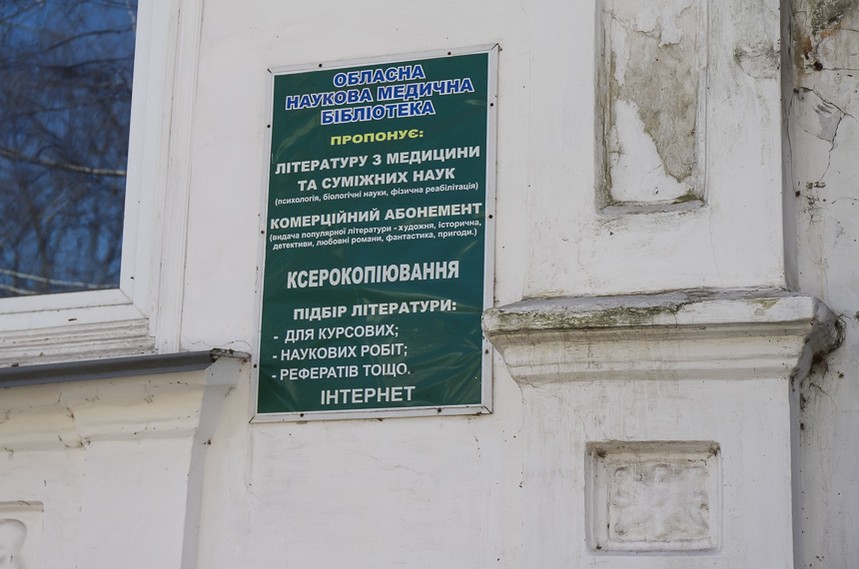 ОБЛАСНА
НАУКОВА МЕДИЧНА
БІБЛІОТЕКА
ПРОПОНУЄ:
ЛІТЕРАТУРУ З МЕДИЦИНИ
ТА СУМІЖНИХ НАУК
(психологія, біологічні науки, фізична реабілітація)
КОМЕРЦІЙНИЙ АБОНЕМЕНТ
(видача популярної літератури - художня, історична,
детективи, любовні романи, фантастика, пригоди.)
КСЕРОКОПІЮВАННЯ
ПІДБІР ЛІТЕРАТУРИ:
- ДЛЯ КУРСОВИХ;
- НАУКОВИХ РОБІТ;
- РЕФЕРАТІВ ТОЩО.
ІНТЕРНЕТ